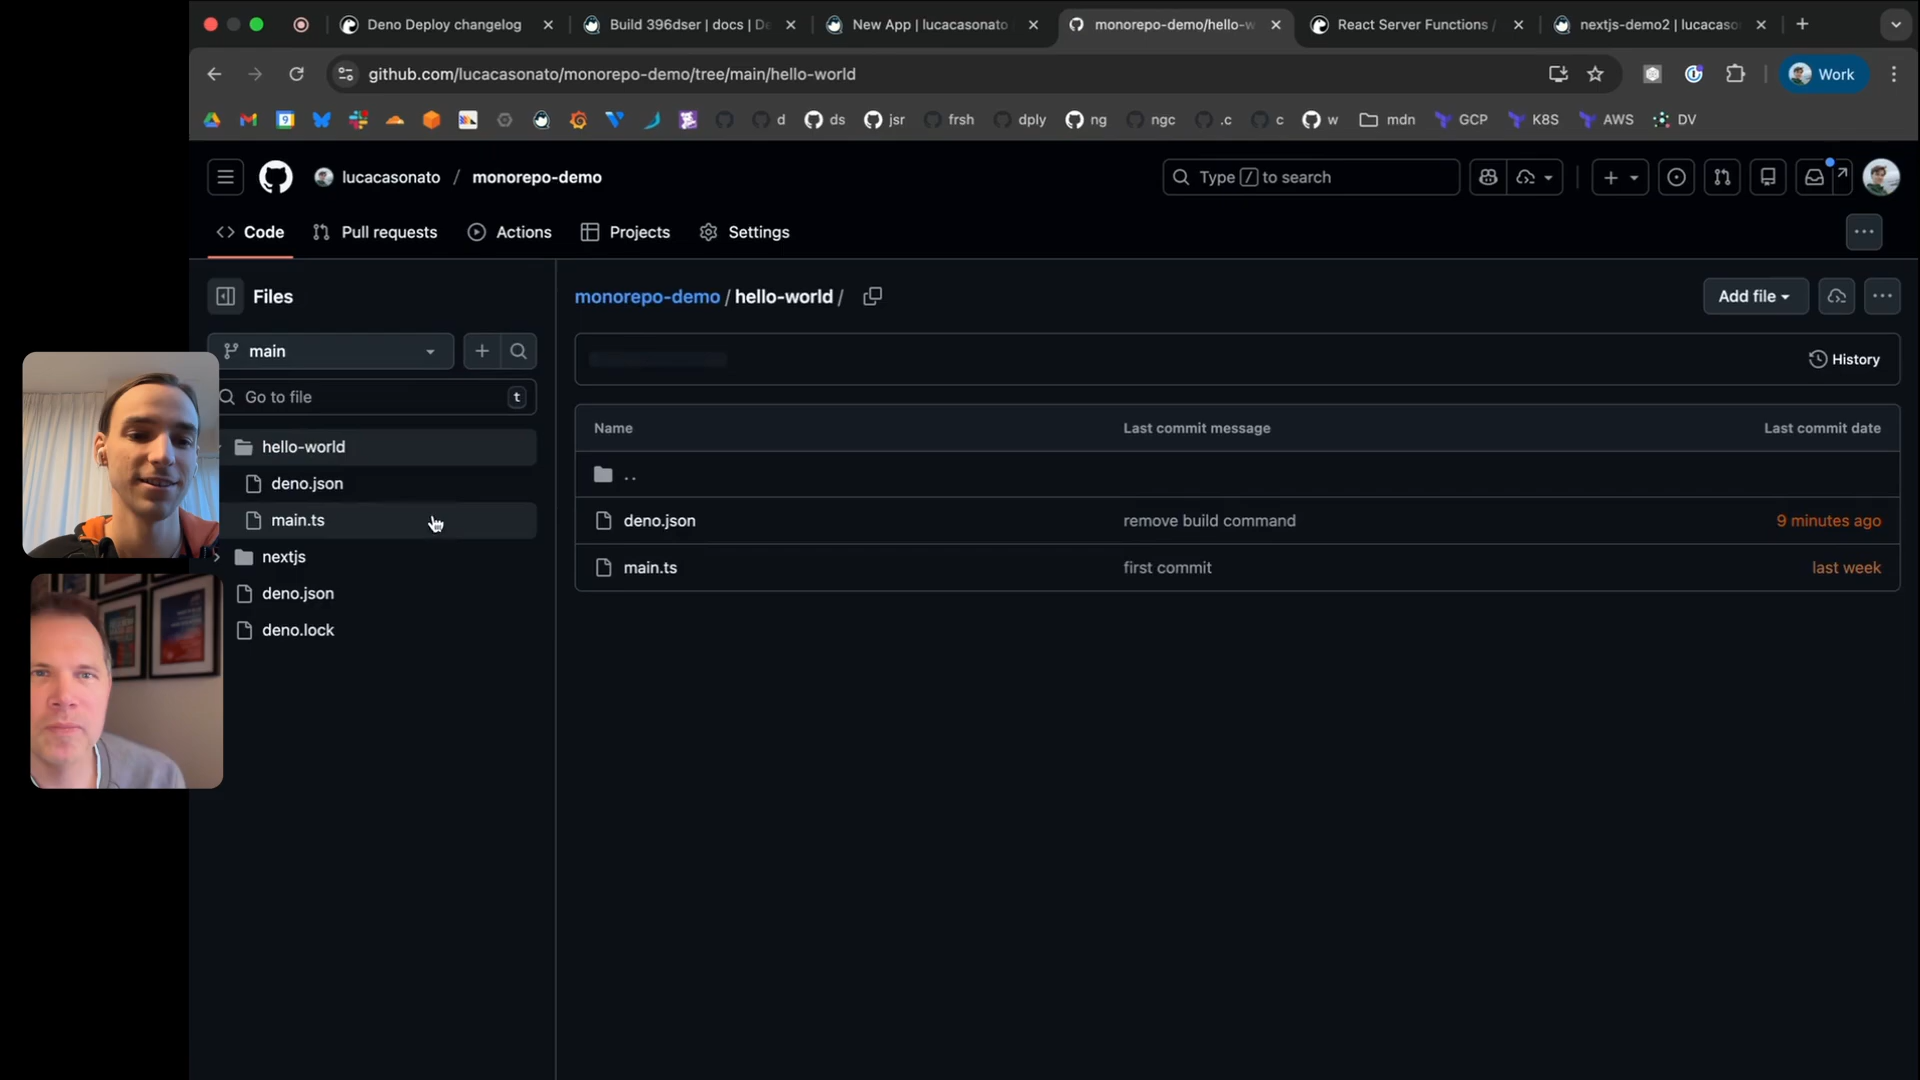 Deno Deploy changelog
Build 396dser | docs | De
New App | lucacasonato
monorepo-demo/hello-w
React Server Functions /
nextjs-demo2 | lucacaso
github.com/lucacasonato/monorepo-demo/tree/main/hello-world
Work
9
d
ds
jsr
frsh
dply
ng
ngc
.c
c
w
mdn
GCP
K8S
AWS
DV
lucacasonato / monorepo-demo
Type / to search
Code
Pull requests
Actions
Projects
Settings
Files
main
Go to file
t
hello-world
deno.json
main.ts
nextjs
deno.json
deno.lock
monorepo-demo / hello-world /
Add file
History
Name Last commit message Last commit date
..
deno.json remove build command 9 minutes ago
main.ts first commit last week